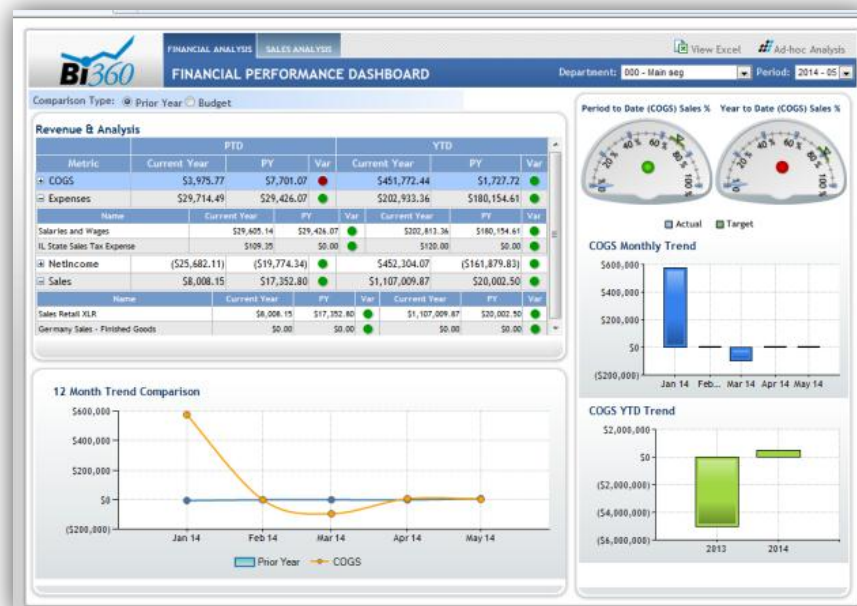 Bi360
FINANCIAL ANALYSIS SALES ANALYSIS
View Excel Ad-hoc Analysis
FINANCIAL PERFORMANCE DASHBOARD
Department: 000 - Main seg Period: 2014 - 05
Comparison Type: Prior Year Budget
Revenue & Analysis
PTD YTD
Metric Current Year PY Var Current Year PY Var
COGS $3,975.77 $7,701.07 $451,772.44 $1,727.72
Expenses $29,714.49 $29,426.07 $202,933.36 $180,154.61
Name Current Year PY Var Current Year PY Var
Salaries and Wages $29,605.14 $29,426.07 $202,813.36 $180,154.61
IL State Sales Tax Expense $109.35 $0.00 $120.00 $0.00
NetIncome ($25,682.11) ($19,774.34) $452,304.07 ($161,879.83)
Sales $8,008.15 $17,352.80 $1,107,009.87 $20,002.50
Name Current Year PY Var Current Year PY Var
Sales Retail XLR $8,008.15 $17,352.80 $1,107,009.87 $20,002.50
Germany Sales - Finished Goods $0.00 $0.00 $0.00 $0.00
12 Month Trend Comparison
$600,000
$400,000
$200,000
$0
($200,000)
Jan 14 Feb 14 Mar 14 Apr 14 May 14
Prior Year COGS
Period to Date (COGS) Sales % Year to Date (COGS) Sales %
0 20 % 40 % 60 % 80 % 100 %
0 20 % 40 % 60 % 80 % 100 %
Actual Target
COGS Monthly Trend
$600,000
$400,000
$200,000
$0
($200,000)
Jan 14 Feb... Mar 14 Apr 14 May 14
COGS YTD Trend
$2,000,000
$0
($2,000,000)
($4,000,000)
($6,000,000)
2013 2014